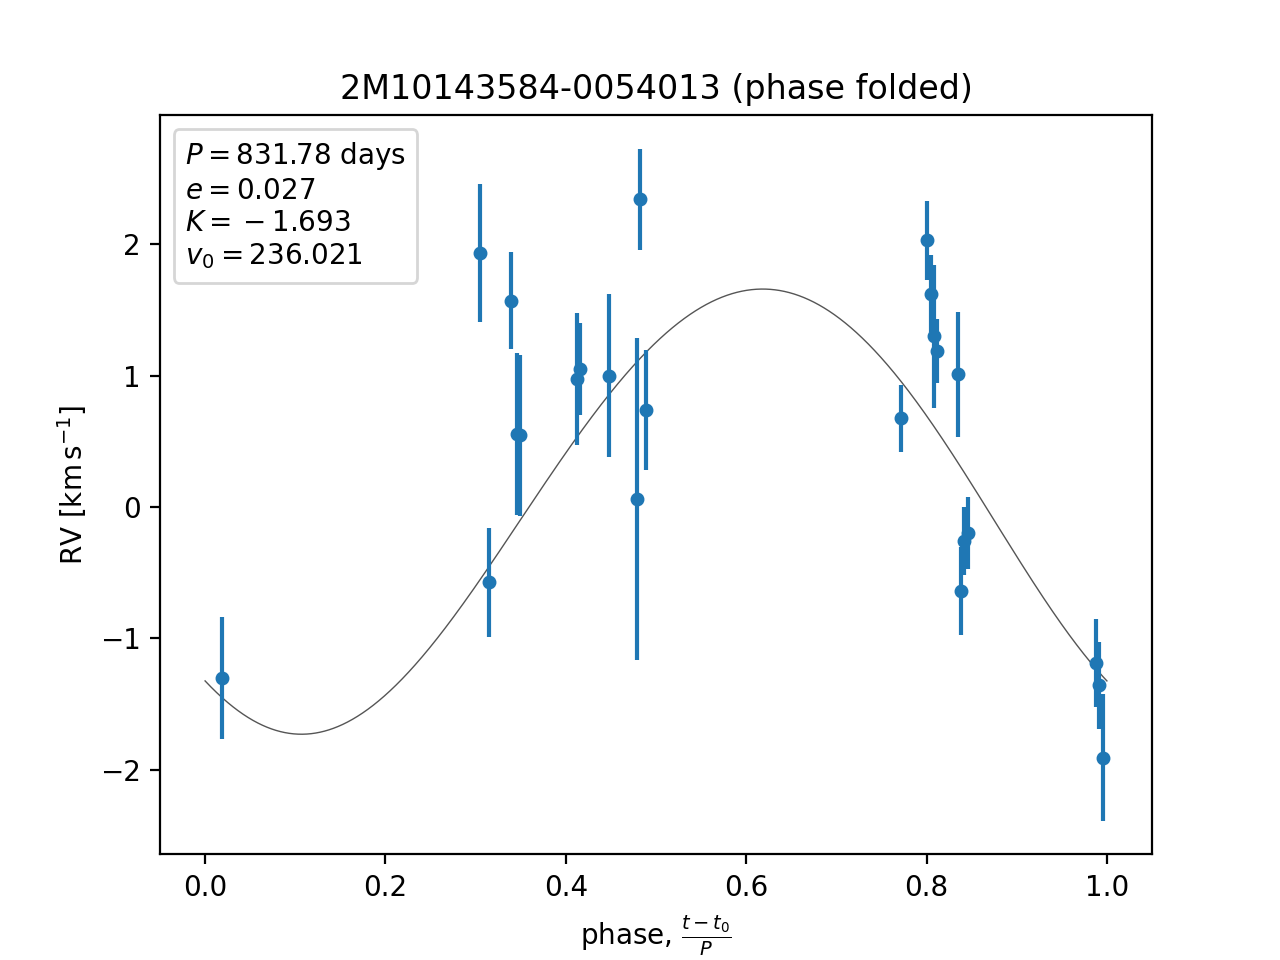 2M10143584-0054013 (phase folded)
P = 831.78 days
e = 0.027
K = −1.693
v₀ = 236.021
2
1
0
−1
−2
RV [km s⁻¹]
0.0 0.2 0.4 0.6 0.8 1.0
phase, (t − t₀)/P